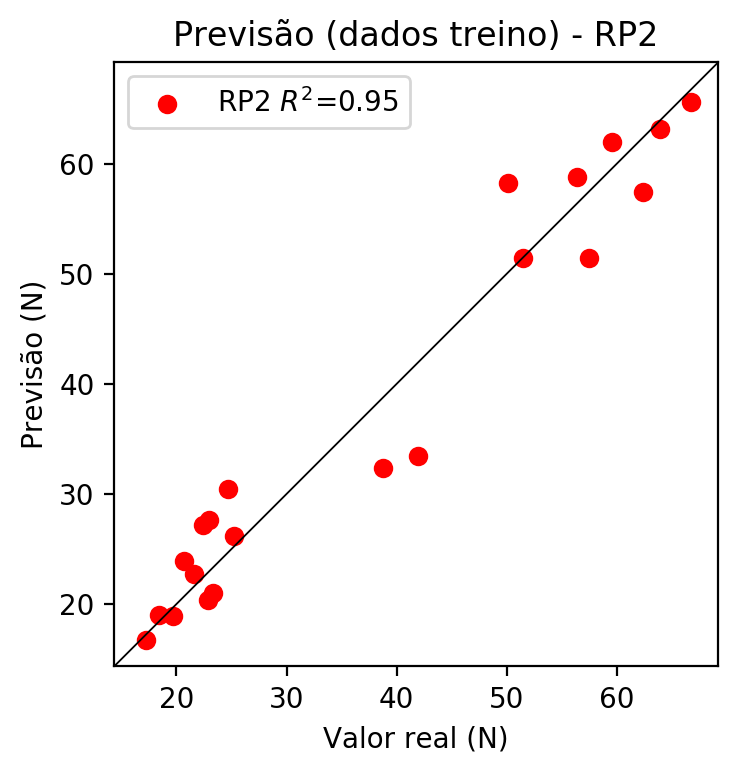 Previsão (dados treino) - RP2
RP2 R²=0.95
Previsão (N)
60
50
40
30
20
20 30 40 50 60
Valor real (N)